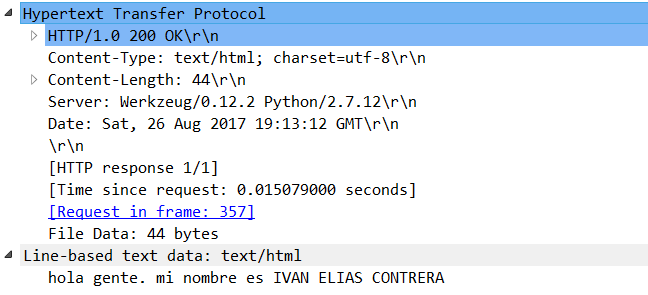 Hypertext Transfer Protocol
HTTP/1.0 200 OK\r\n
Content-Type: text/html; charset=utf-8\r\n
Content-Length: 44\r\n
Server: Werkzeug/0.12.2 Python/2.7.12\r\n
Date: Sat, 26 Aug 2017 19:13:12 GMT\r\n
\r\n
[HTTP response 1/1]
[Time since request: 0.015079000 seconds]
[Request in frame: 357]
File Data: 44 bytes
Line-based text data: text/html
hola gente. mi nombre es IVAN ELIAS CONTRERA